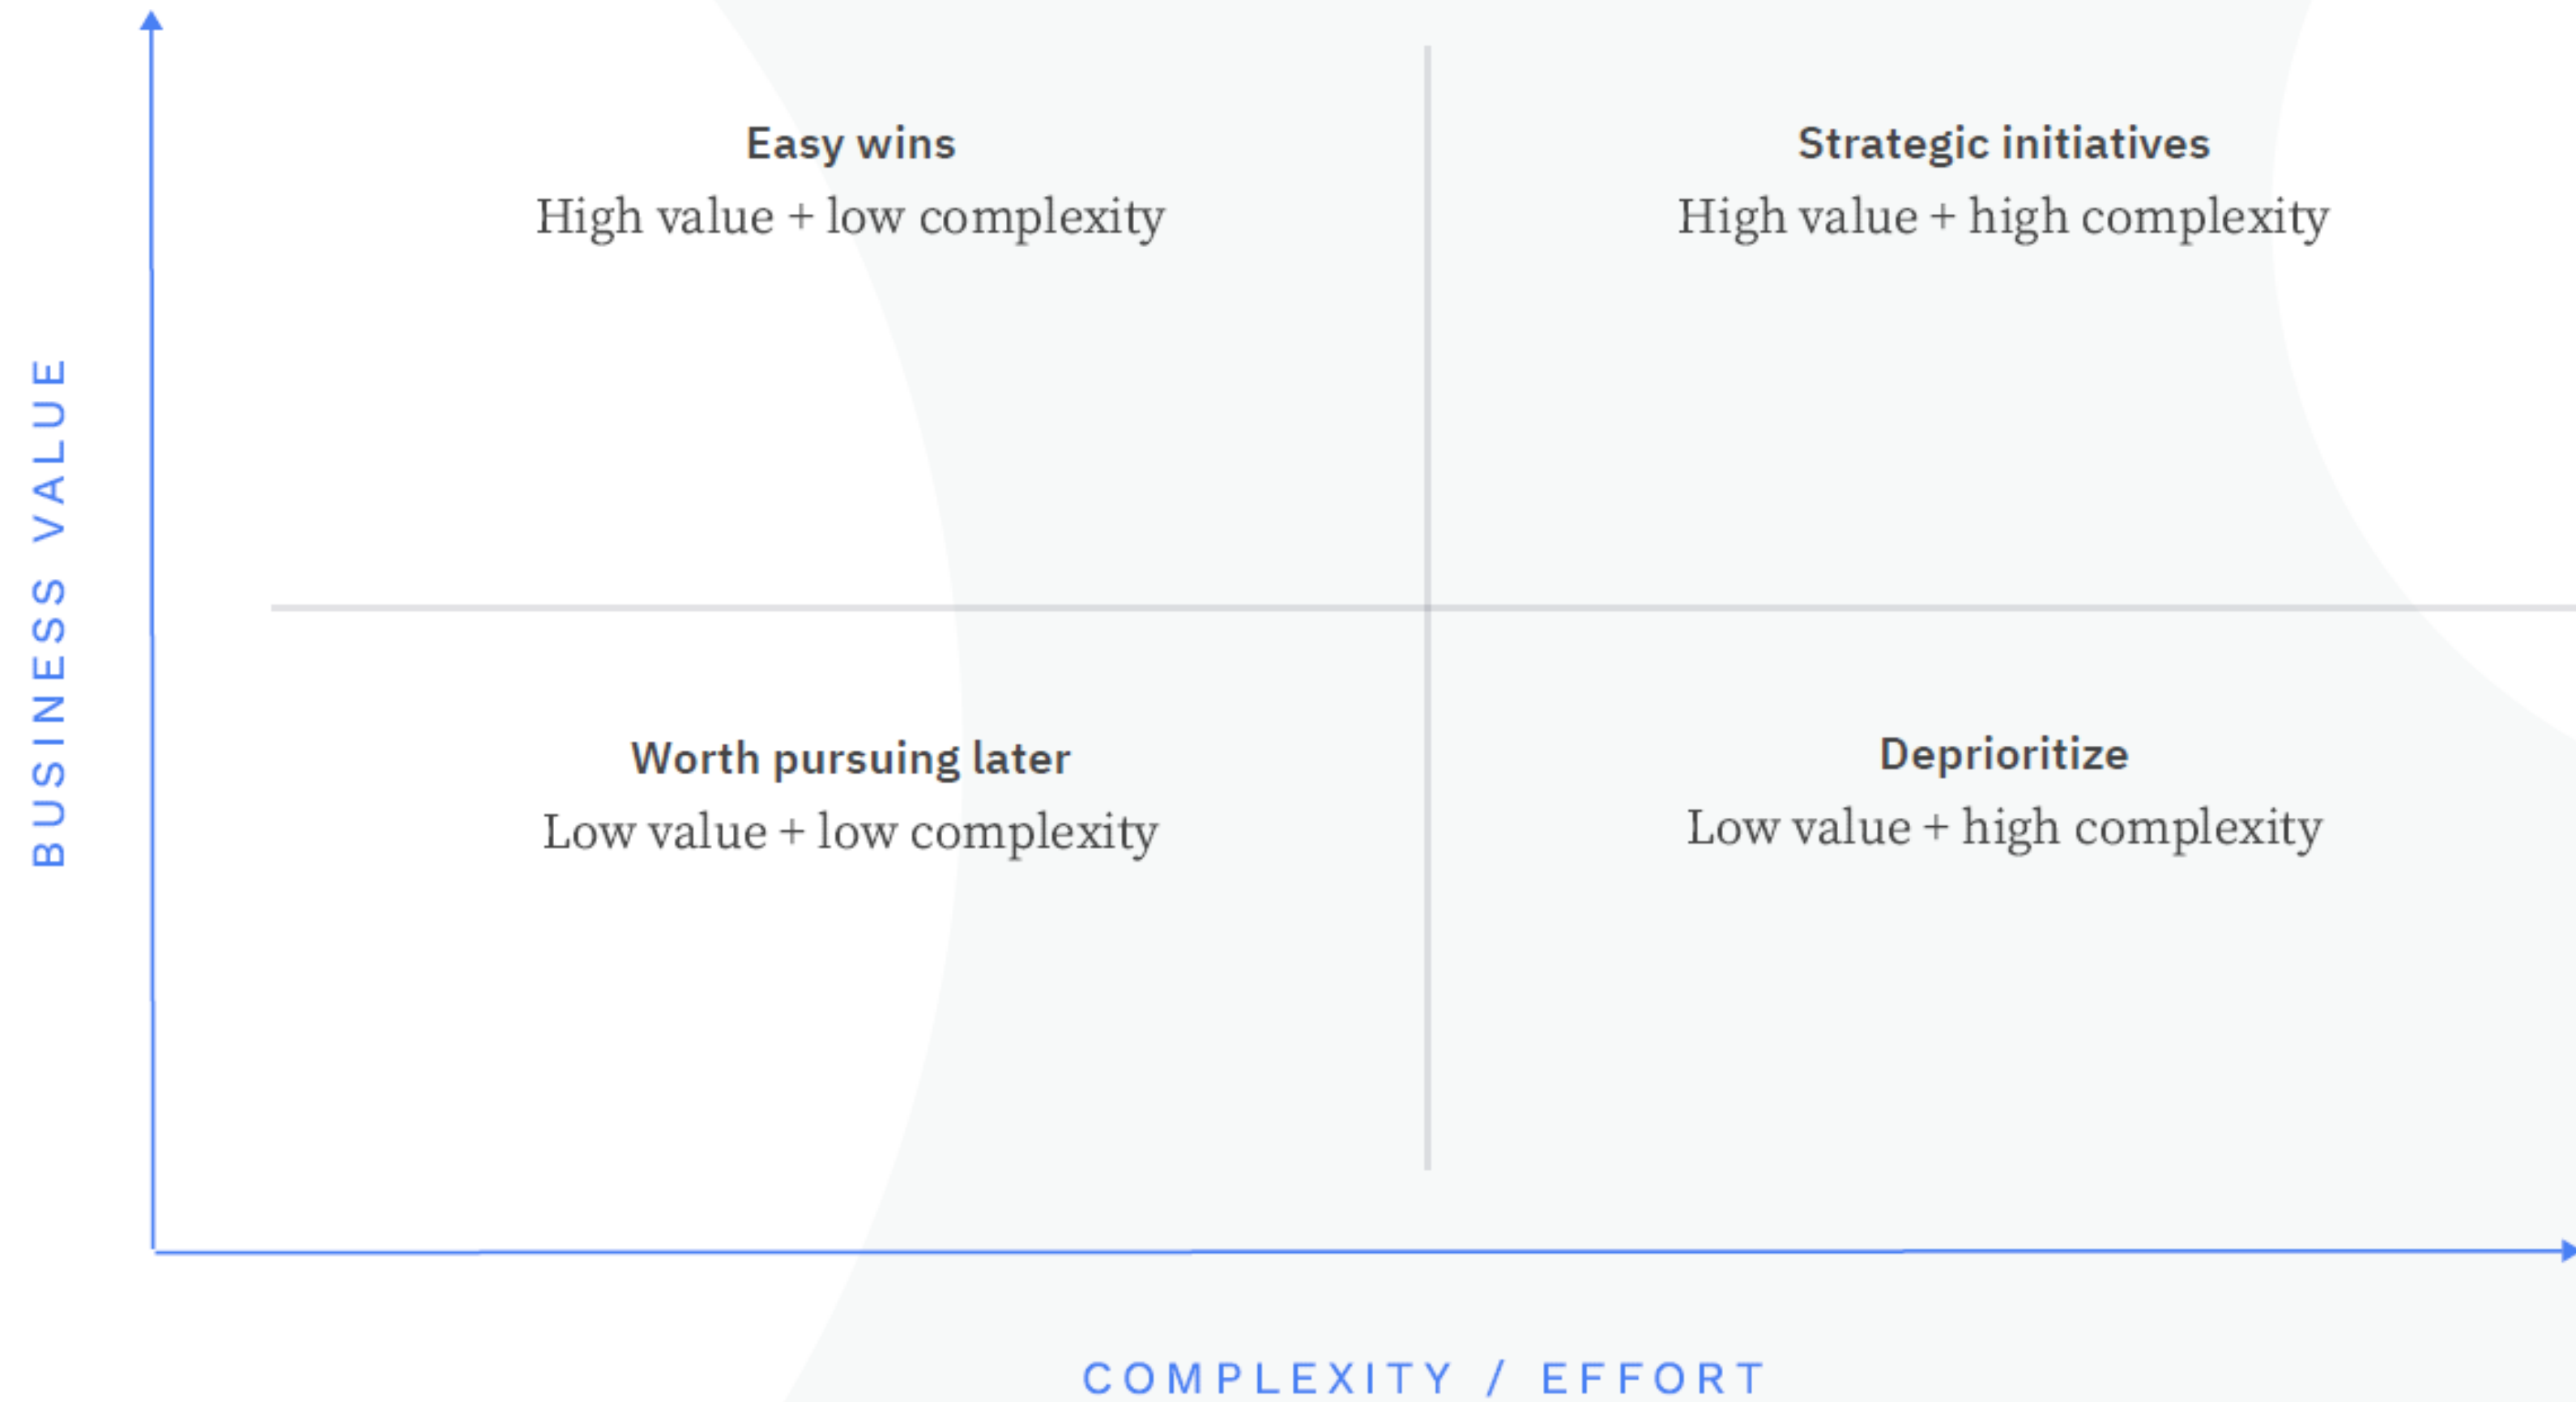 Easy wins
High value + low complexity
Strategic initiatives
High value + high complexity
BUSINESS VALUE
Worth pursuing later
Low value + low complexity
Deprioritize
Low value + high complexity
COMPLEXITY / EFFORT